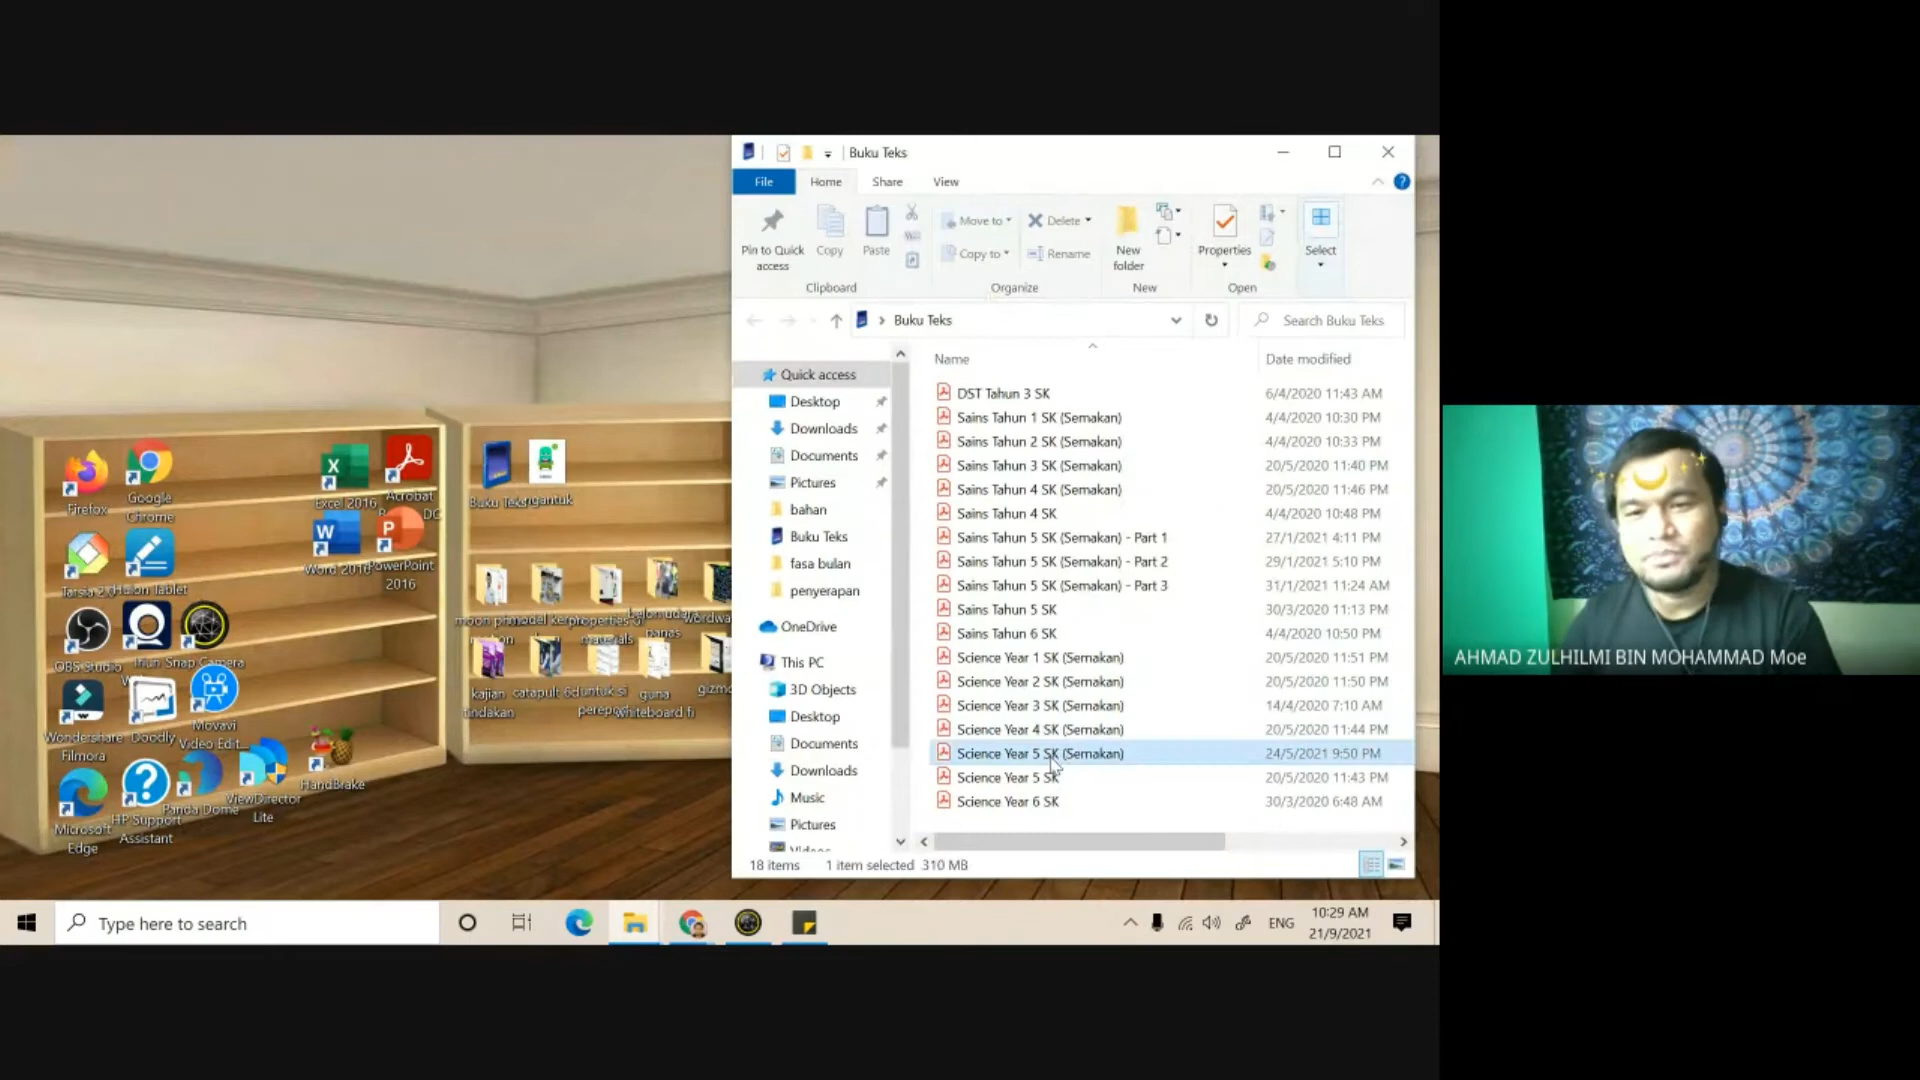 Buku Teks
File Home Share View
Pin to Quick access
Copy
Paste
Move to
Copy to
Delete
Rename
New folder
Properties
Select
Clipboard Organize New Open
Buku Teks
Search Buku Teks
Name Date modified
Quick access
Desktop
Downloads
Documents
Pictures
bahan
Buku Teks
fasa bulan
penyerapan
OneDrive
This PC
3D Objects
Desktop
Documents
Downloads
Music
Pictures
Videos
DST Tahun 3 SK 6/4/2020 11:43 AM
Sains Tahun 1 SK (Semakan) 4/4/2020 10:30 PM
Sains Tahun 2 SK (Semakan) 4/4/2020 10:33 PM
Sains Tahun 3 SK (Semakan) 20/5/2020 11:40 PM
Sains Tahun 4 SK (Semakan) 20/5/2020 11:46 PM
Sains Tahun 4 SK 4/4/2020 10:48 PM
Sains Tahun 5 SK (Semakan) - Part 1 27/1/2021 4:11 PM
Sains Tahun 5 SK (Semakan) - Part 2 29/1/2021 5:10 PM
Sains Tahun 5 SK (Semakan) - Part 3 31/1/2021 11:24 AM
Sains Tahun 5 SK 30/3/2020 11:13 PM
Sains Tahun 6 SK 4/4/2020 10:50 PM
Science Year 1 SK (Semakan) 20/5/2020 11:51 PM
Science Year 2 SK (Semakan) 20/5/2020 11:50 PM
Science Year 3 SK (Semakan) 14/4/2020 7:10 AM
Science Year 4 SK (Semakan) 20/5/2020 11:44 PM
Science Year 5 SK (Semakan) 24/5/2021 9:50 PM
Science Year 5 SK 20/5/2020 11:43 PM
Science Year 6 SK 30/3/2020 6:48 AM
18 items 1 item selected 310 MB
Firefox
Google Chrome
Excel 2016
Acrobat
DC
Word 2016
PowerPoint 2016
Huion Tablet
OBS Studio
Snap Camera
Wondershare Filmora
Doodly
Movavi Video Edit...
HandBrake
Microsoft Edge
HP Support Assistant
Panda Dome
ViewDirector Lite
Buku Teks
ngantuk
materials
panas
kajian tindakan
catapult
guna
whiteboard.fi
Type here to search
ENG
10:29 AM
21/9/2021
AHMAD ZULHILMI BIN MOHAMMAD Moe